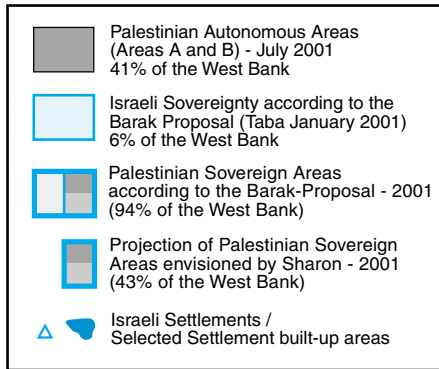 Palestinian Autonomous Areas
(Areas A and B) - July 2001
41% of the West Bank
Israeli Sovereignty according to the
Barak Proposal (Taba January 2001)
6% of the West Bank
Palestinian Sovereign Areas
according to the Barak-Proposal - 2001
(94% of the West Bank)
Projection of Palestinian Sovereign
Areas envisioned by Sharon - 2001
(43% of the West Bank)
Israeli Settlements /
Selected Settlement built-up areas